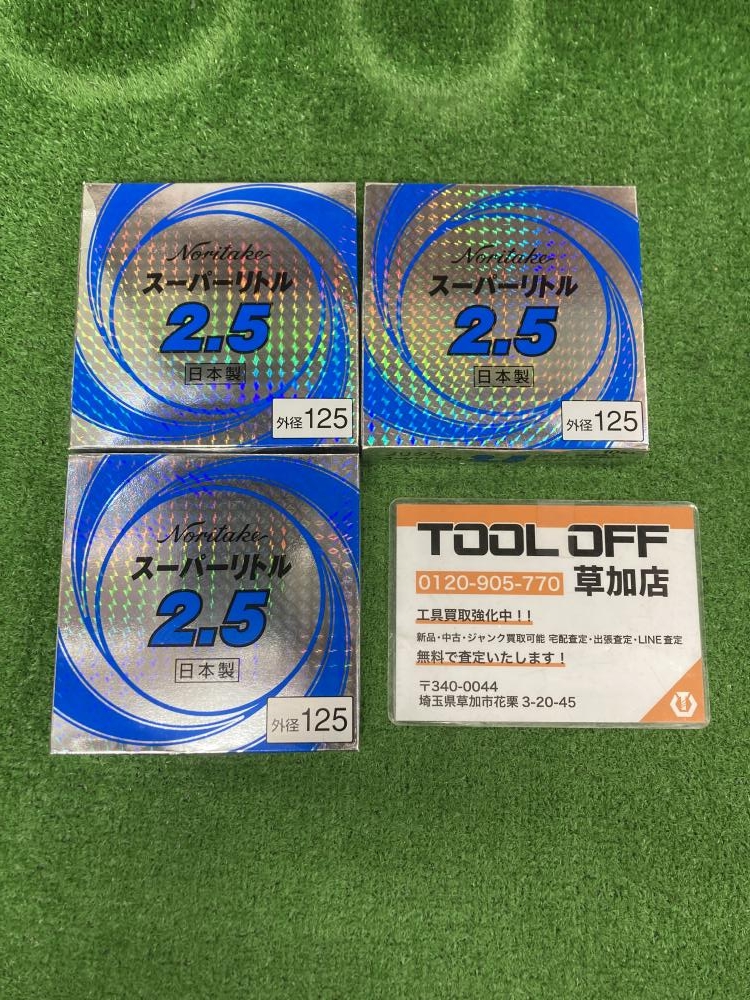 Noritake
スーパーリトル
2.5
日本製
外径 125
Noritake
スーパーリトル
2.5
日本製
外径 125
Noritake
スーパーリトル
2.5
日本製
外径 125
TOOL OFF
0120-905-770 草加店
工具買取強化中！！
新品・中古・ジャンク買取可能 宅配査定・出張査定・LINE査定
無料で査定いたします！
〒340-0044
埼玉県草加市花栗 3-20-45